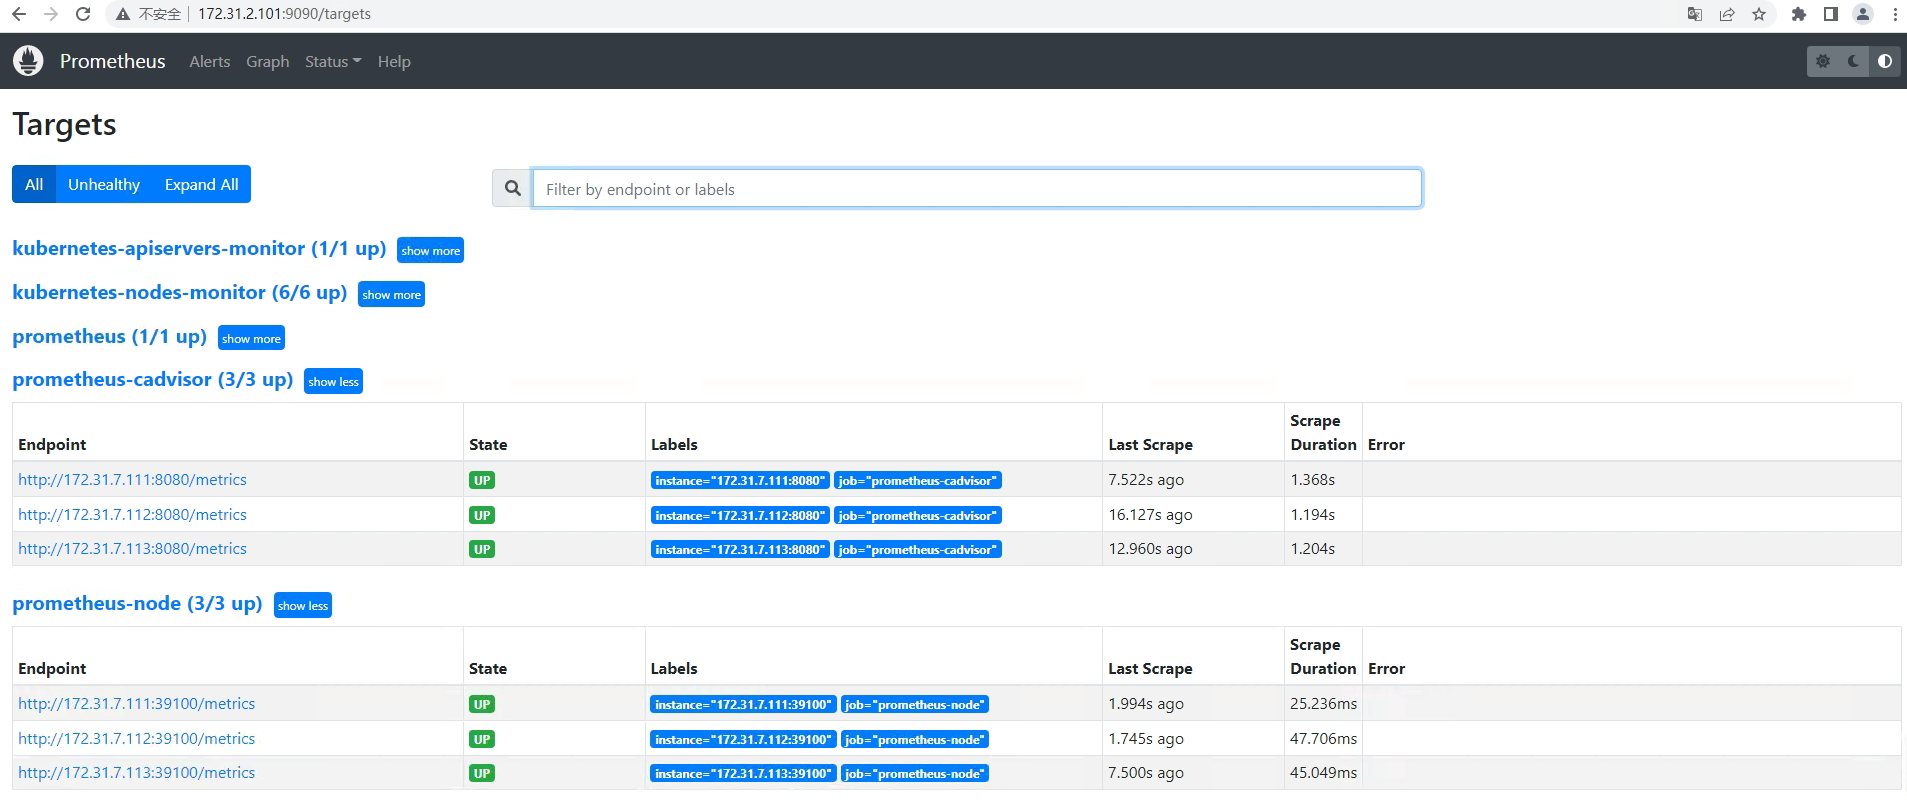 不安全 172.31.2.101:9090/targets
Prometheus Alerts Graph Status Help
Targets
All Unhealthy Expand All Filter by endpoint or labels
kubernetes-apiservers-monitor (1/1 up) show more
kubernetes-nodes-monitor (6/6 up) show more
prometheus (1/1 up) show more
prometheus-cadvisor (3/3 up) show less
Endpoint State Labels Last Scrape Scrape Duration Error
http://172.31.7.111:8080/metrics UP instance="172.31.7.111:8080" job="prometheus-cadvisor" 7.522s ago 1.368s
http://172.31.7.112:8080/metrics UP instance="172.31.7.112:8080" job="prometheus-cadvisor" 16.127s ago 1.194s
http://172.31.7.113:8080/metrics UP instance="172.31.7.113:8080" job="prometheus-cadvisor" 12.960s ago 1.204s
prometheus-node (3/3 up) show less
Endpoint State Labels Last Scrape Scrape Duration Error
http://172.31.7.111:39100/metrics UP instance="172.31.7.111:39100" job="prometheus-node" 1.994s ago 25.236ms
http://172.31.7.112:39100/metrics UP instance="172.31.7.112:39100" job="prometheus-node" 1.745s ago 47.706ms
http://172.31.7.113:39100/metrics UP instance="172.31.7.113:39100" job="prometheus-node" 7.500s ago 45.049ms